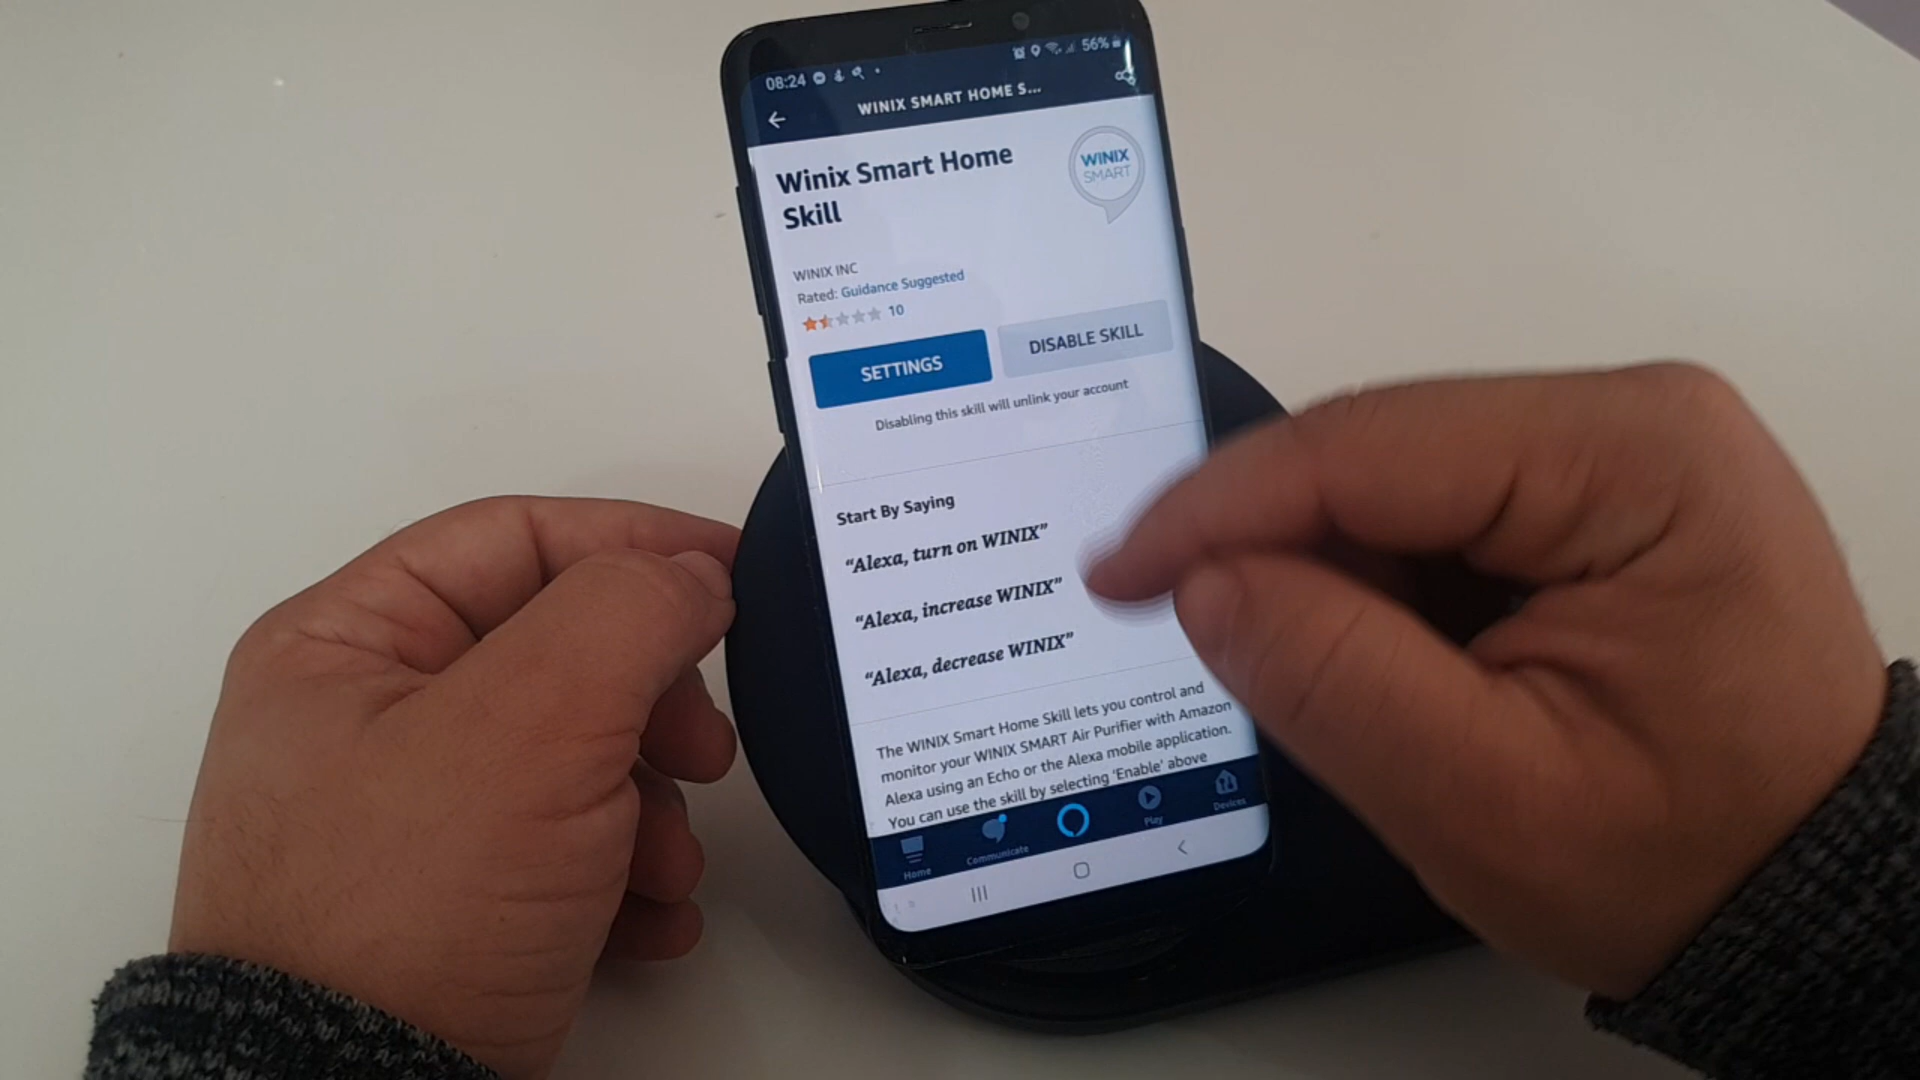 08:24
56%
WINIX SMART HOME S...
Winix Smart Home
Skill
WINIX
SMART
WINIX INC
Rated: Guidance Suggested
10
SETTINGS
DISABLE SKILL
Disabling this skill will unlink your account
Start By Saying
“Alexa, turn on WINIX”
“Alexa, increase WINIX”
“Alexa, decrease WINIX”
The WINIX Smart Home Skill lets you control and
monitor your WINIX SMART Air Purifier with Amazon
Alexa using an Echo or the Alexa mobile application.
You can use the skill by selecting 'Enable' above
Home
Communicate
Play
Devices